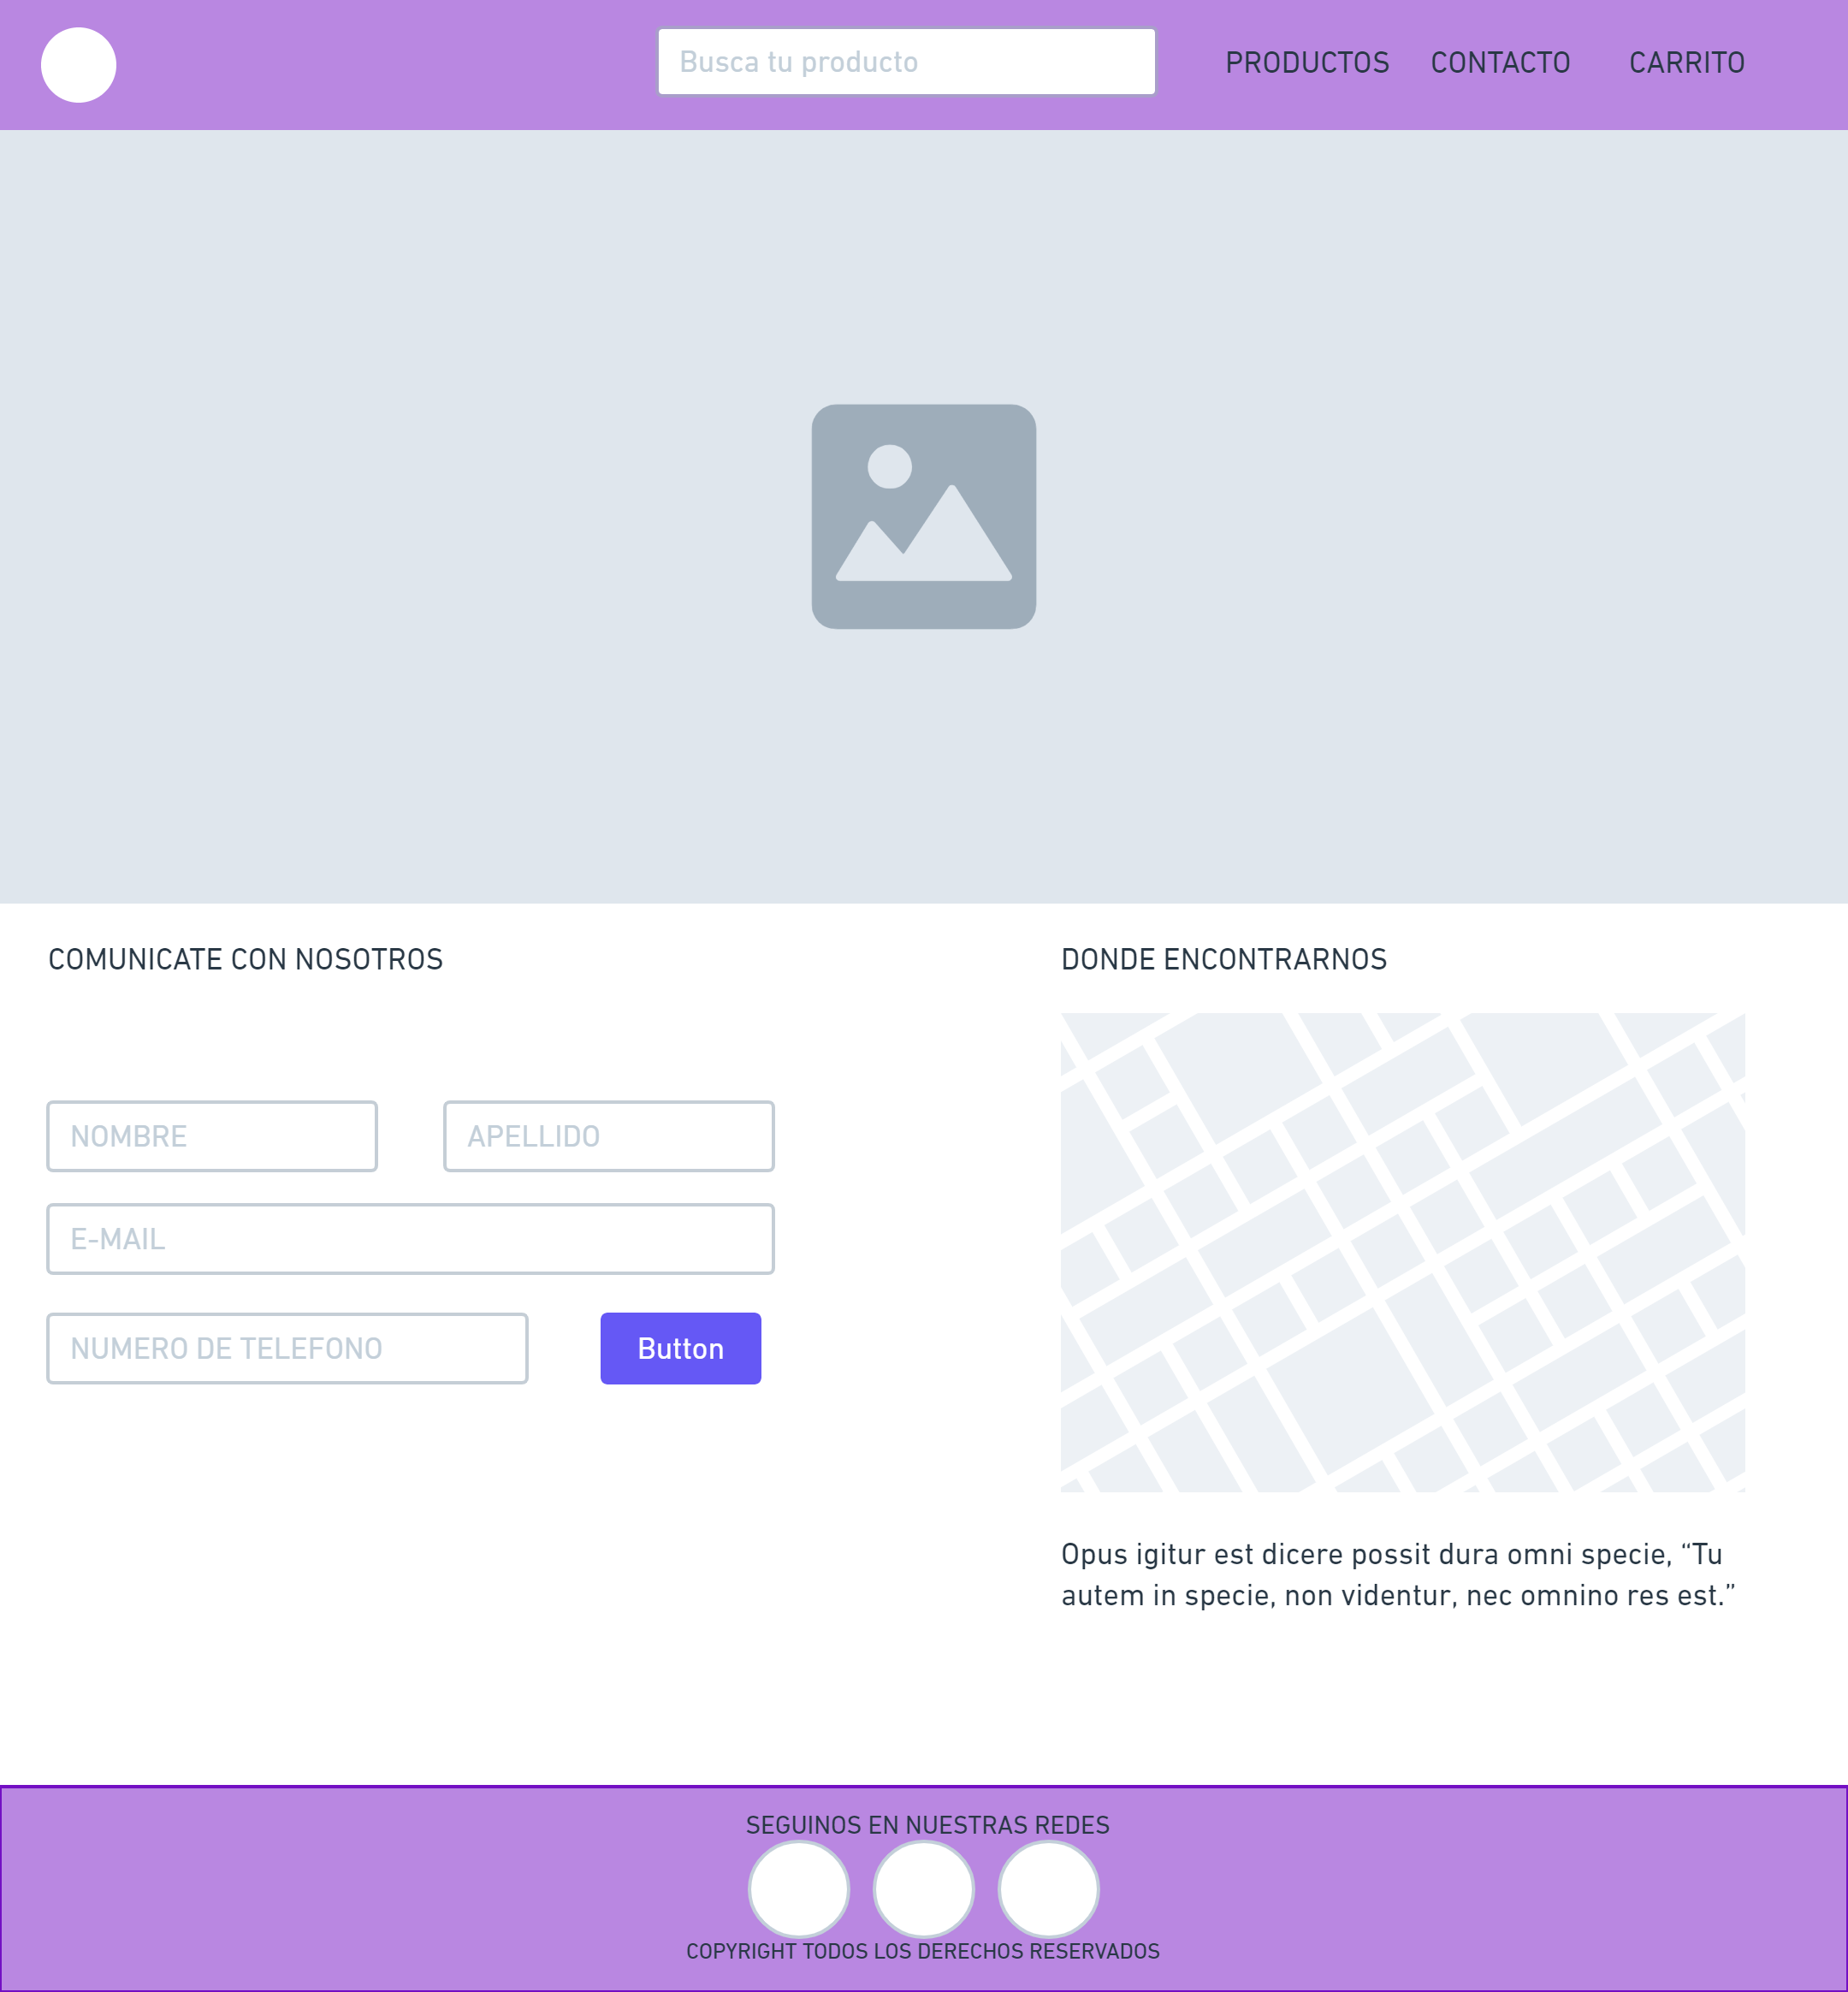 Busca tu producto
PRODUCTOS
CONTACTO
CARRITO
COMUNICATE CON NOSOTROS
NOMBRE
APELLIDO
E-MAIL
NUMERO DE TELEFONO
Button
DONDE ENCONTRARNOS
Opus igitur est dicere possit dura omni specie, “Tu
autem in specie, non videntur, nec omnino res est.”
SEGUINOS EN NUESTRAS REDES
COPYRIGHT TODOS LOS DERECHOS RESERVADOS